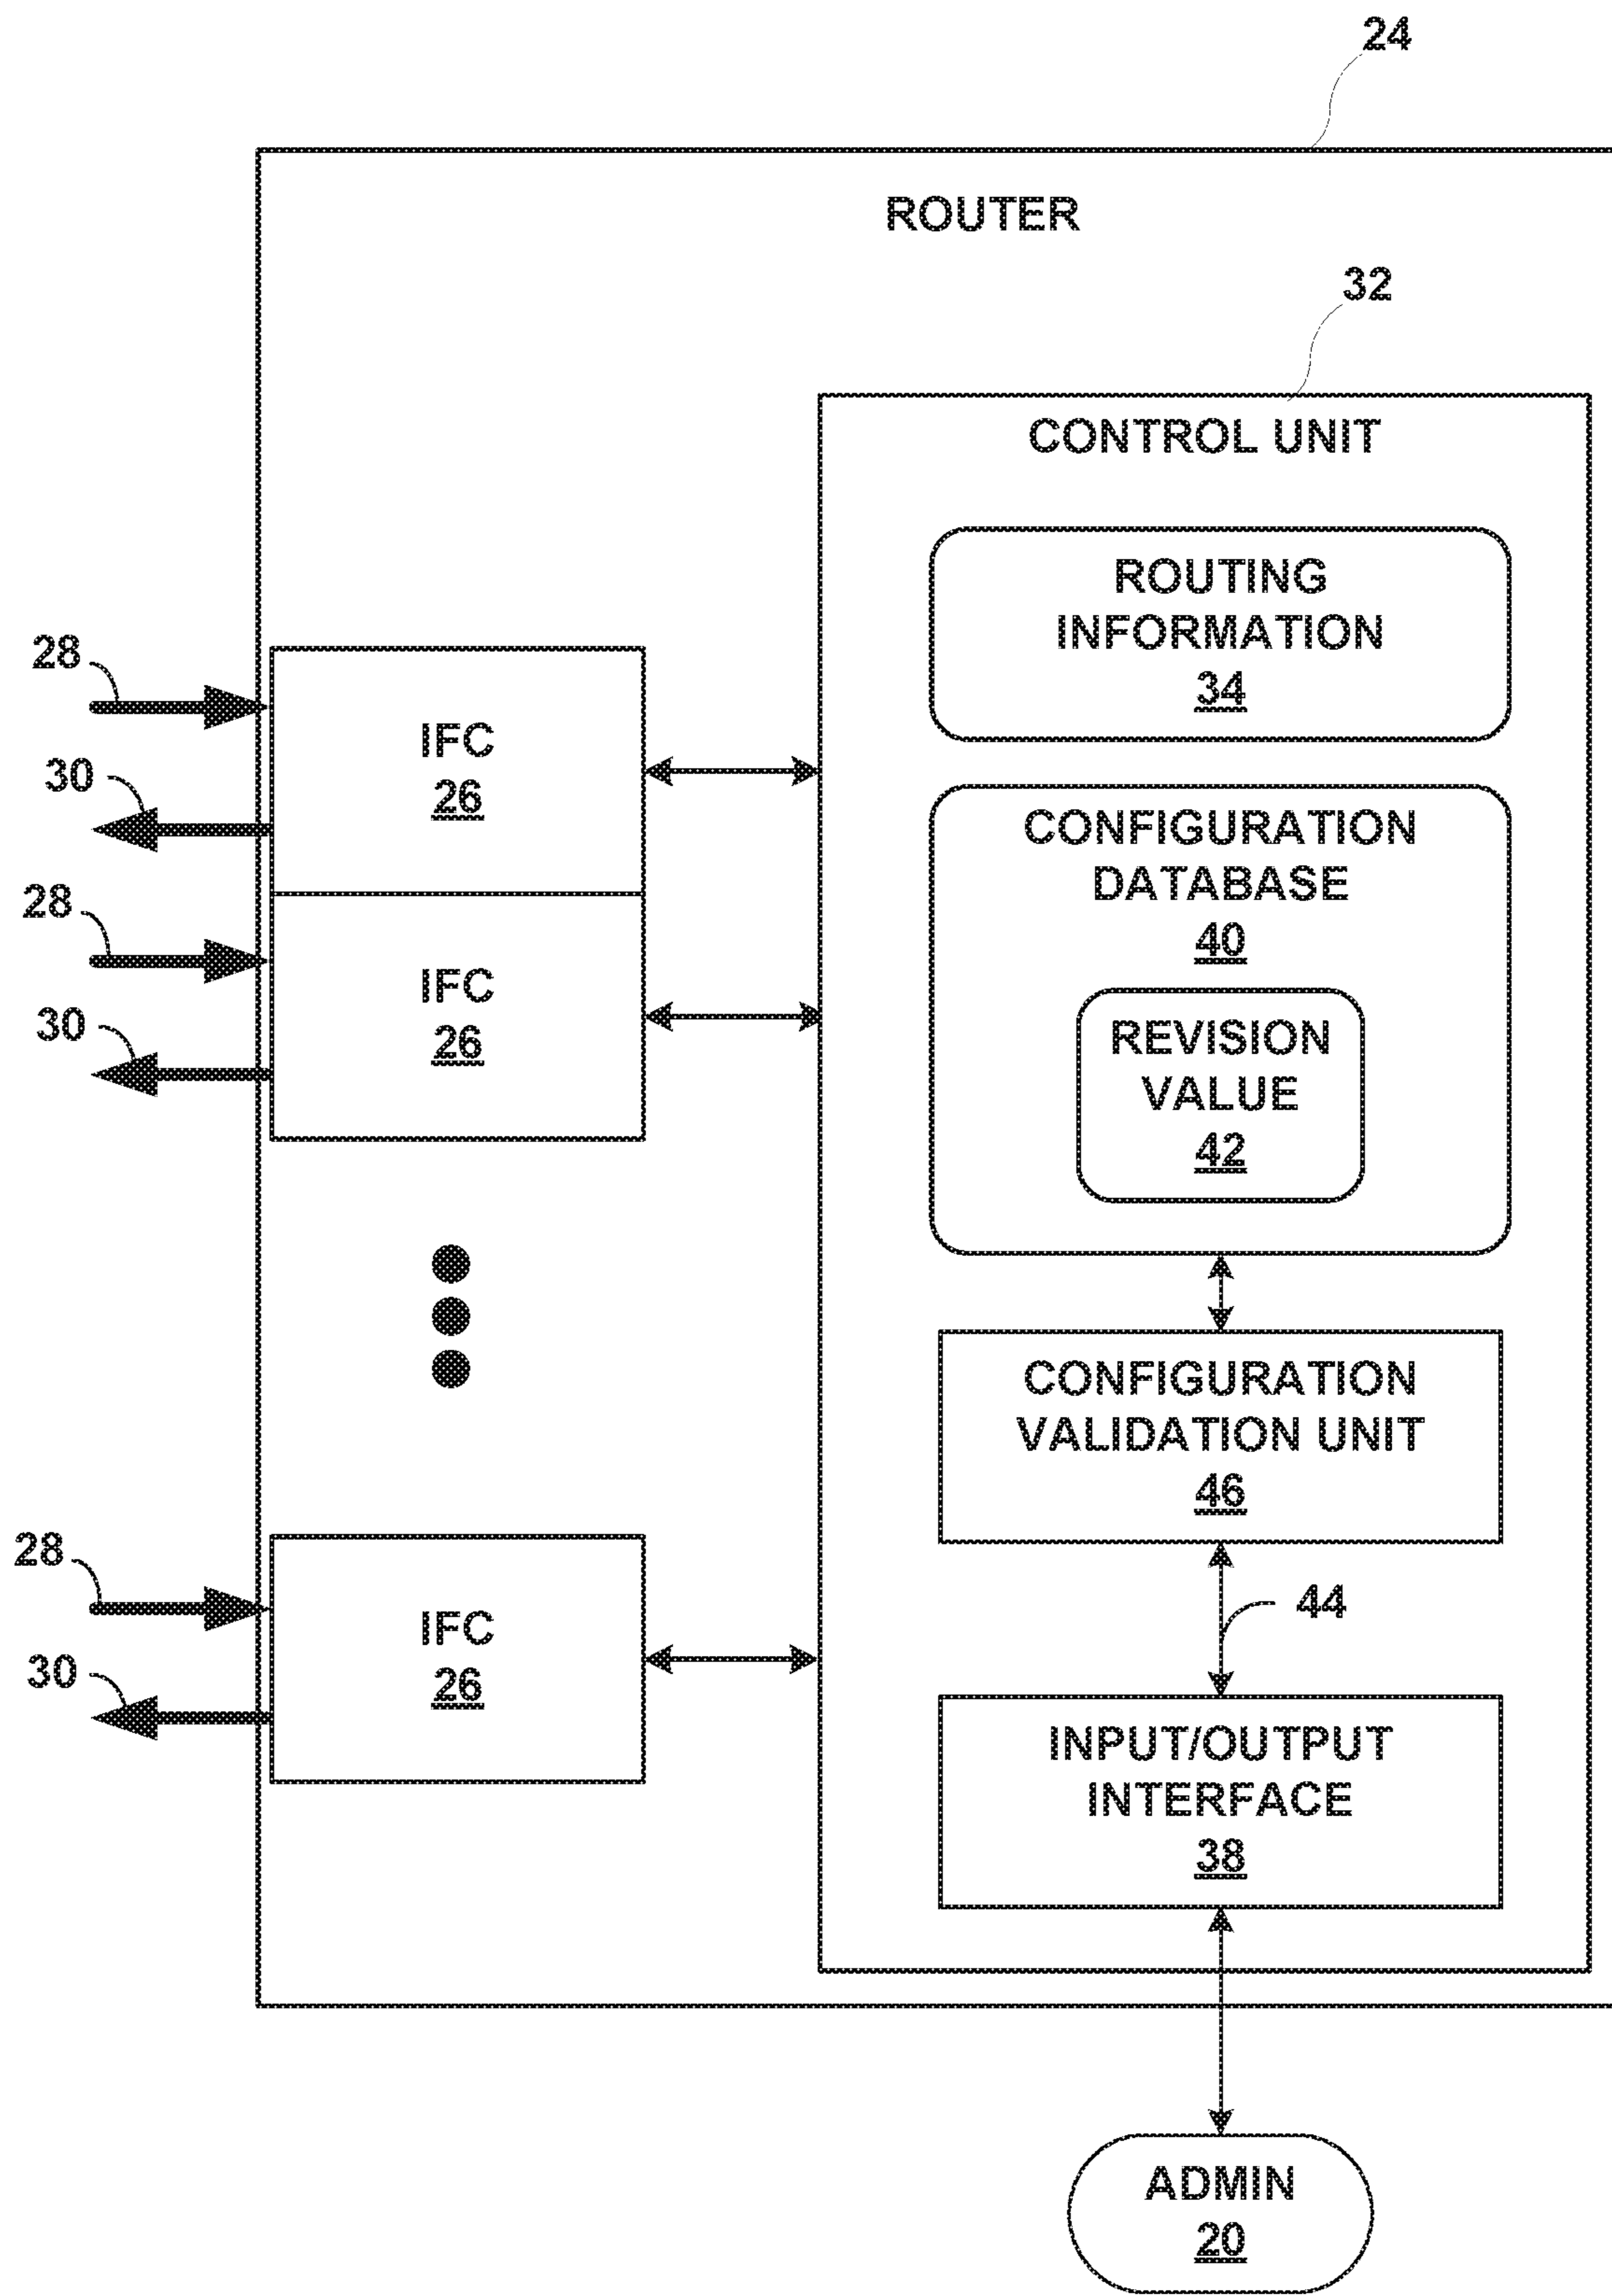 24
ROUTER
32
CONTROL UNIT
ROUTING
INFORMATION
34
28
IFC
26
30
CONFIGURATION
DATABASE
40
28
IFC
26
30
REVISION
VALUE
42
CONFIGURATION
VALIDATION UNIT
46
28
IFC
26
30
44
INPUT/OUTPUT
INTERFACE
38
ADMIN
20